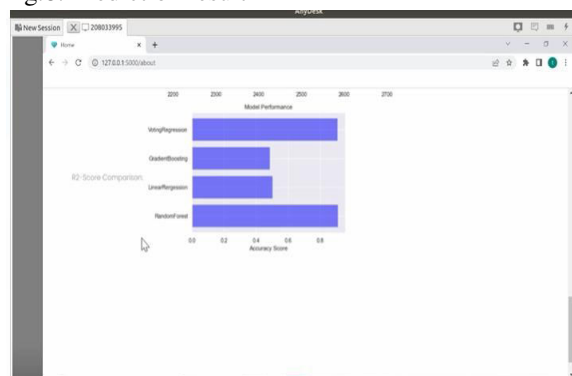 AnyDesk
New Session 208033995
Home
127.0.0.1:5000/about
2200 2300 2400 2500 2600 2700
Model Performance
VotingRegressor
GradientBoosting
R2-Score Comparison
LinearRergession
RandomForest
0.0 0.2 0.4 0.6 0.8
Accuracy Score